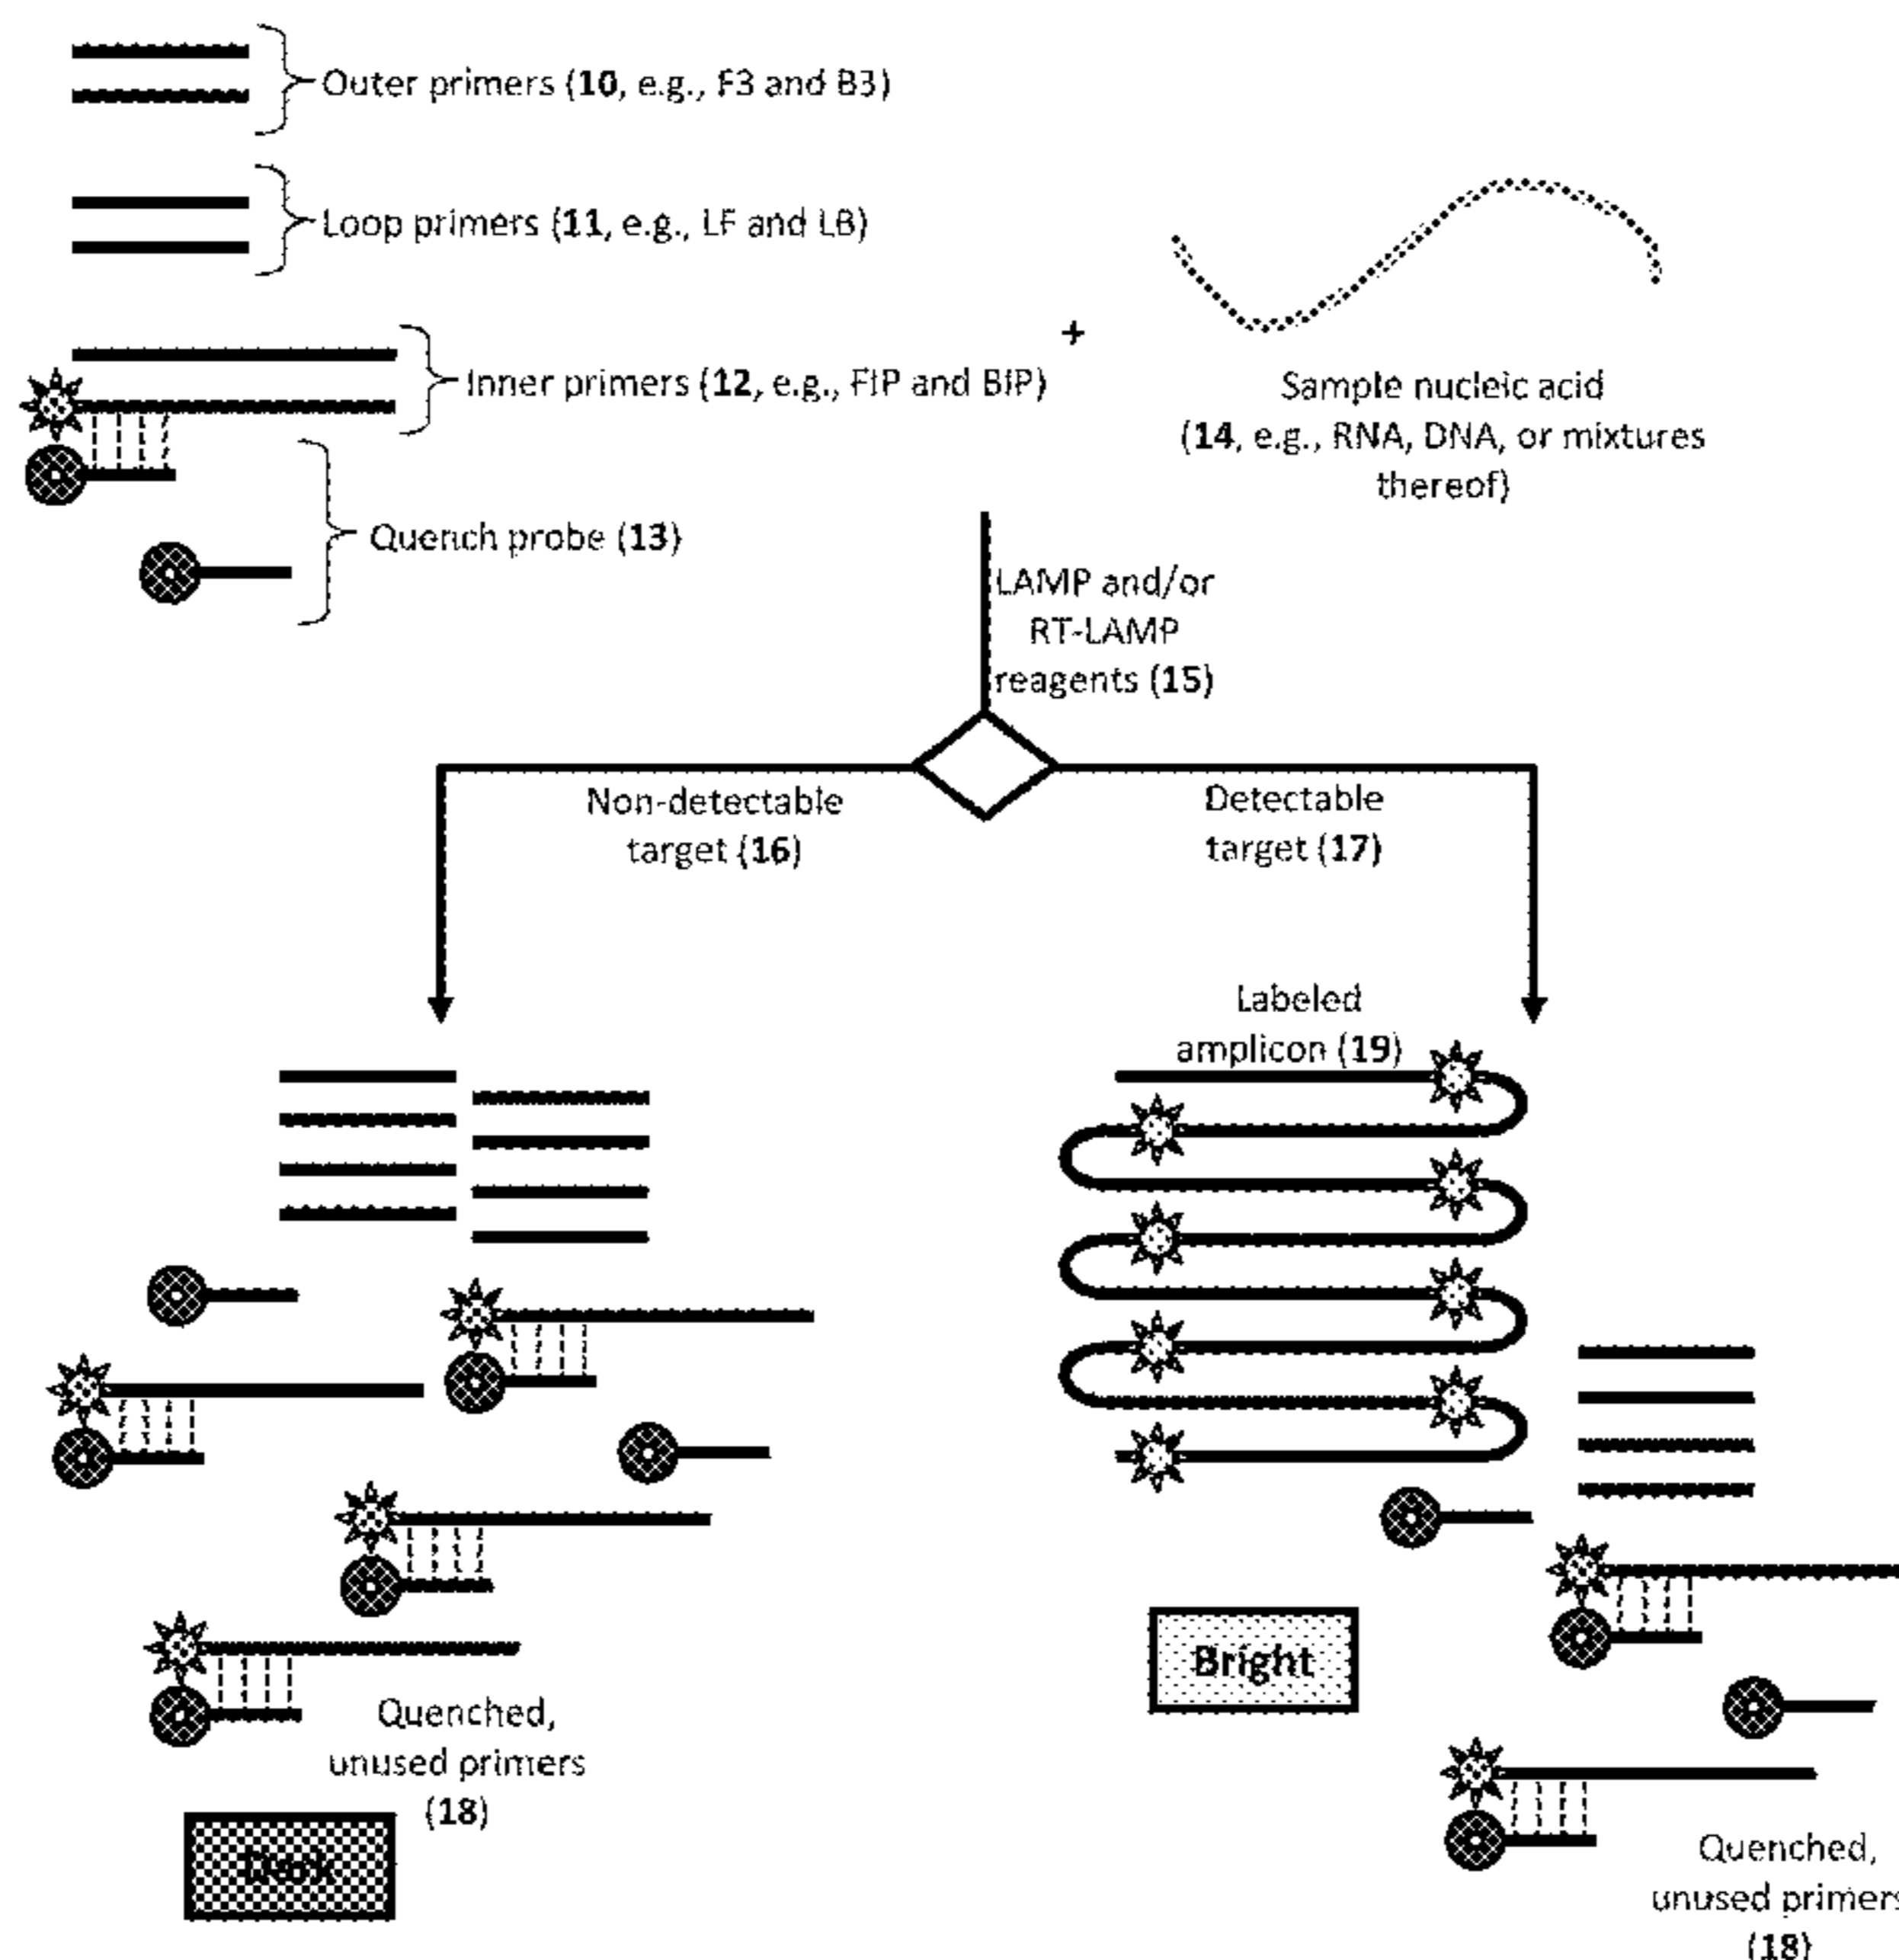 Outer primers (10, e.g., F3 and B3)
Loop primers (11, e.g., LF and LB)
Inner primers (12, e.g., FIP and BIP)
Quench probe (13)
+
Sample nucleic acid
(14, e.g., RNA, DNA, or mixtures
thereof)
LAMP and/or
RT-LAMP
reagents (15)
Non-detectable
target (16)
Detectable
target (17)
Labeled
amplicon (19)
Quenched,
unused primers
(18)
Dark
Bright
Quenched,
unused primers
(18)